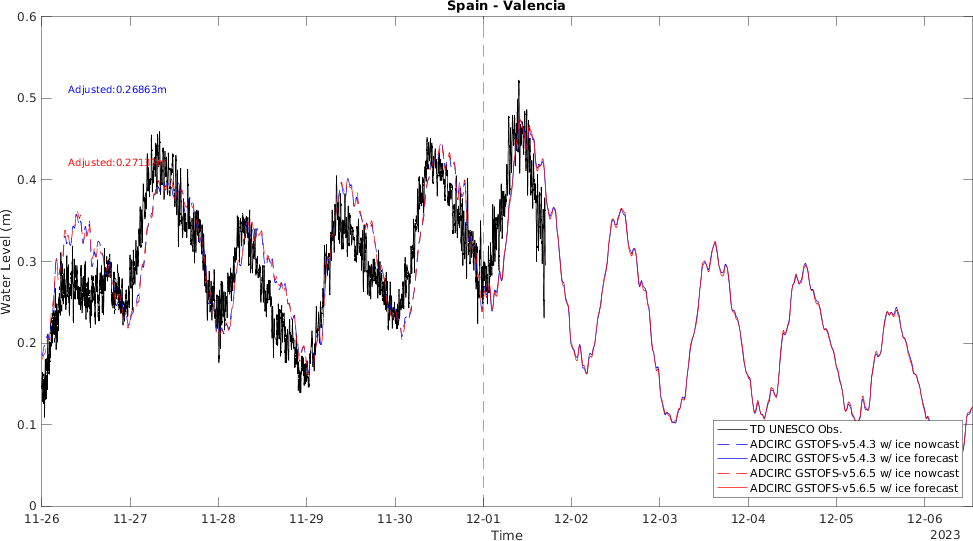 Spain - Valencia
0.6
0.5
0.4
0.3
0.2
0.1
0
Water Level (m)
Adjusted:0.26863m
Adjusted:0.271
11-26
11-27
11-28
11-29
11-30
12-01
12-02
12-03
12-04
12-05
12-06
2023
Time
TD UNESCO Obs.
ADCIRC GSTOFS-v5.4.3 w/ ice nowcast
ADCIRC GSTOFS-v5.4.3 w/ ice forecast
ADCIRC GSTOFS-v5.6.5 w/ ice nowcast
ADCIRC GSTOFS-v5.6.5 w/ ice forecast